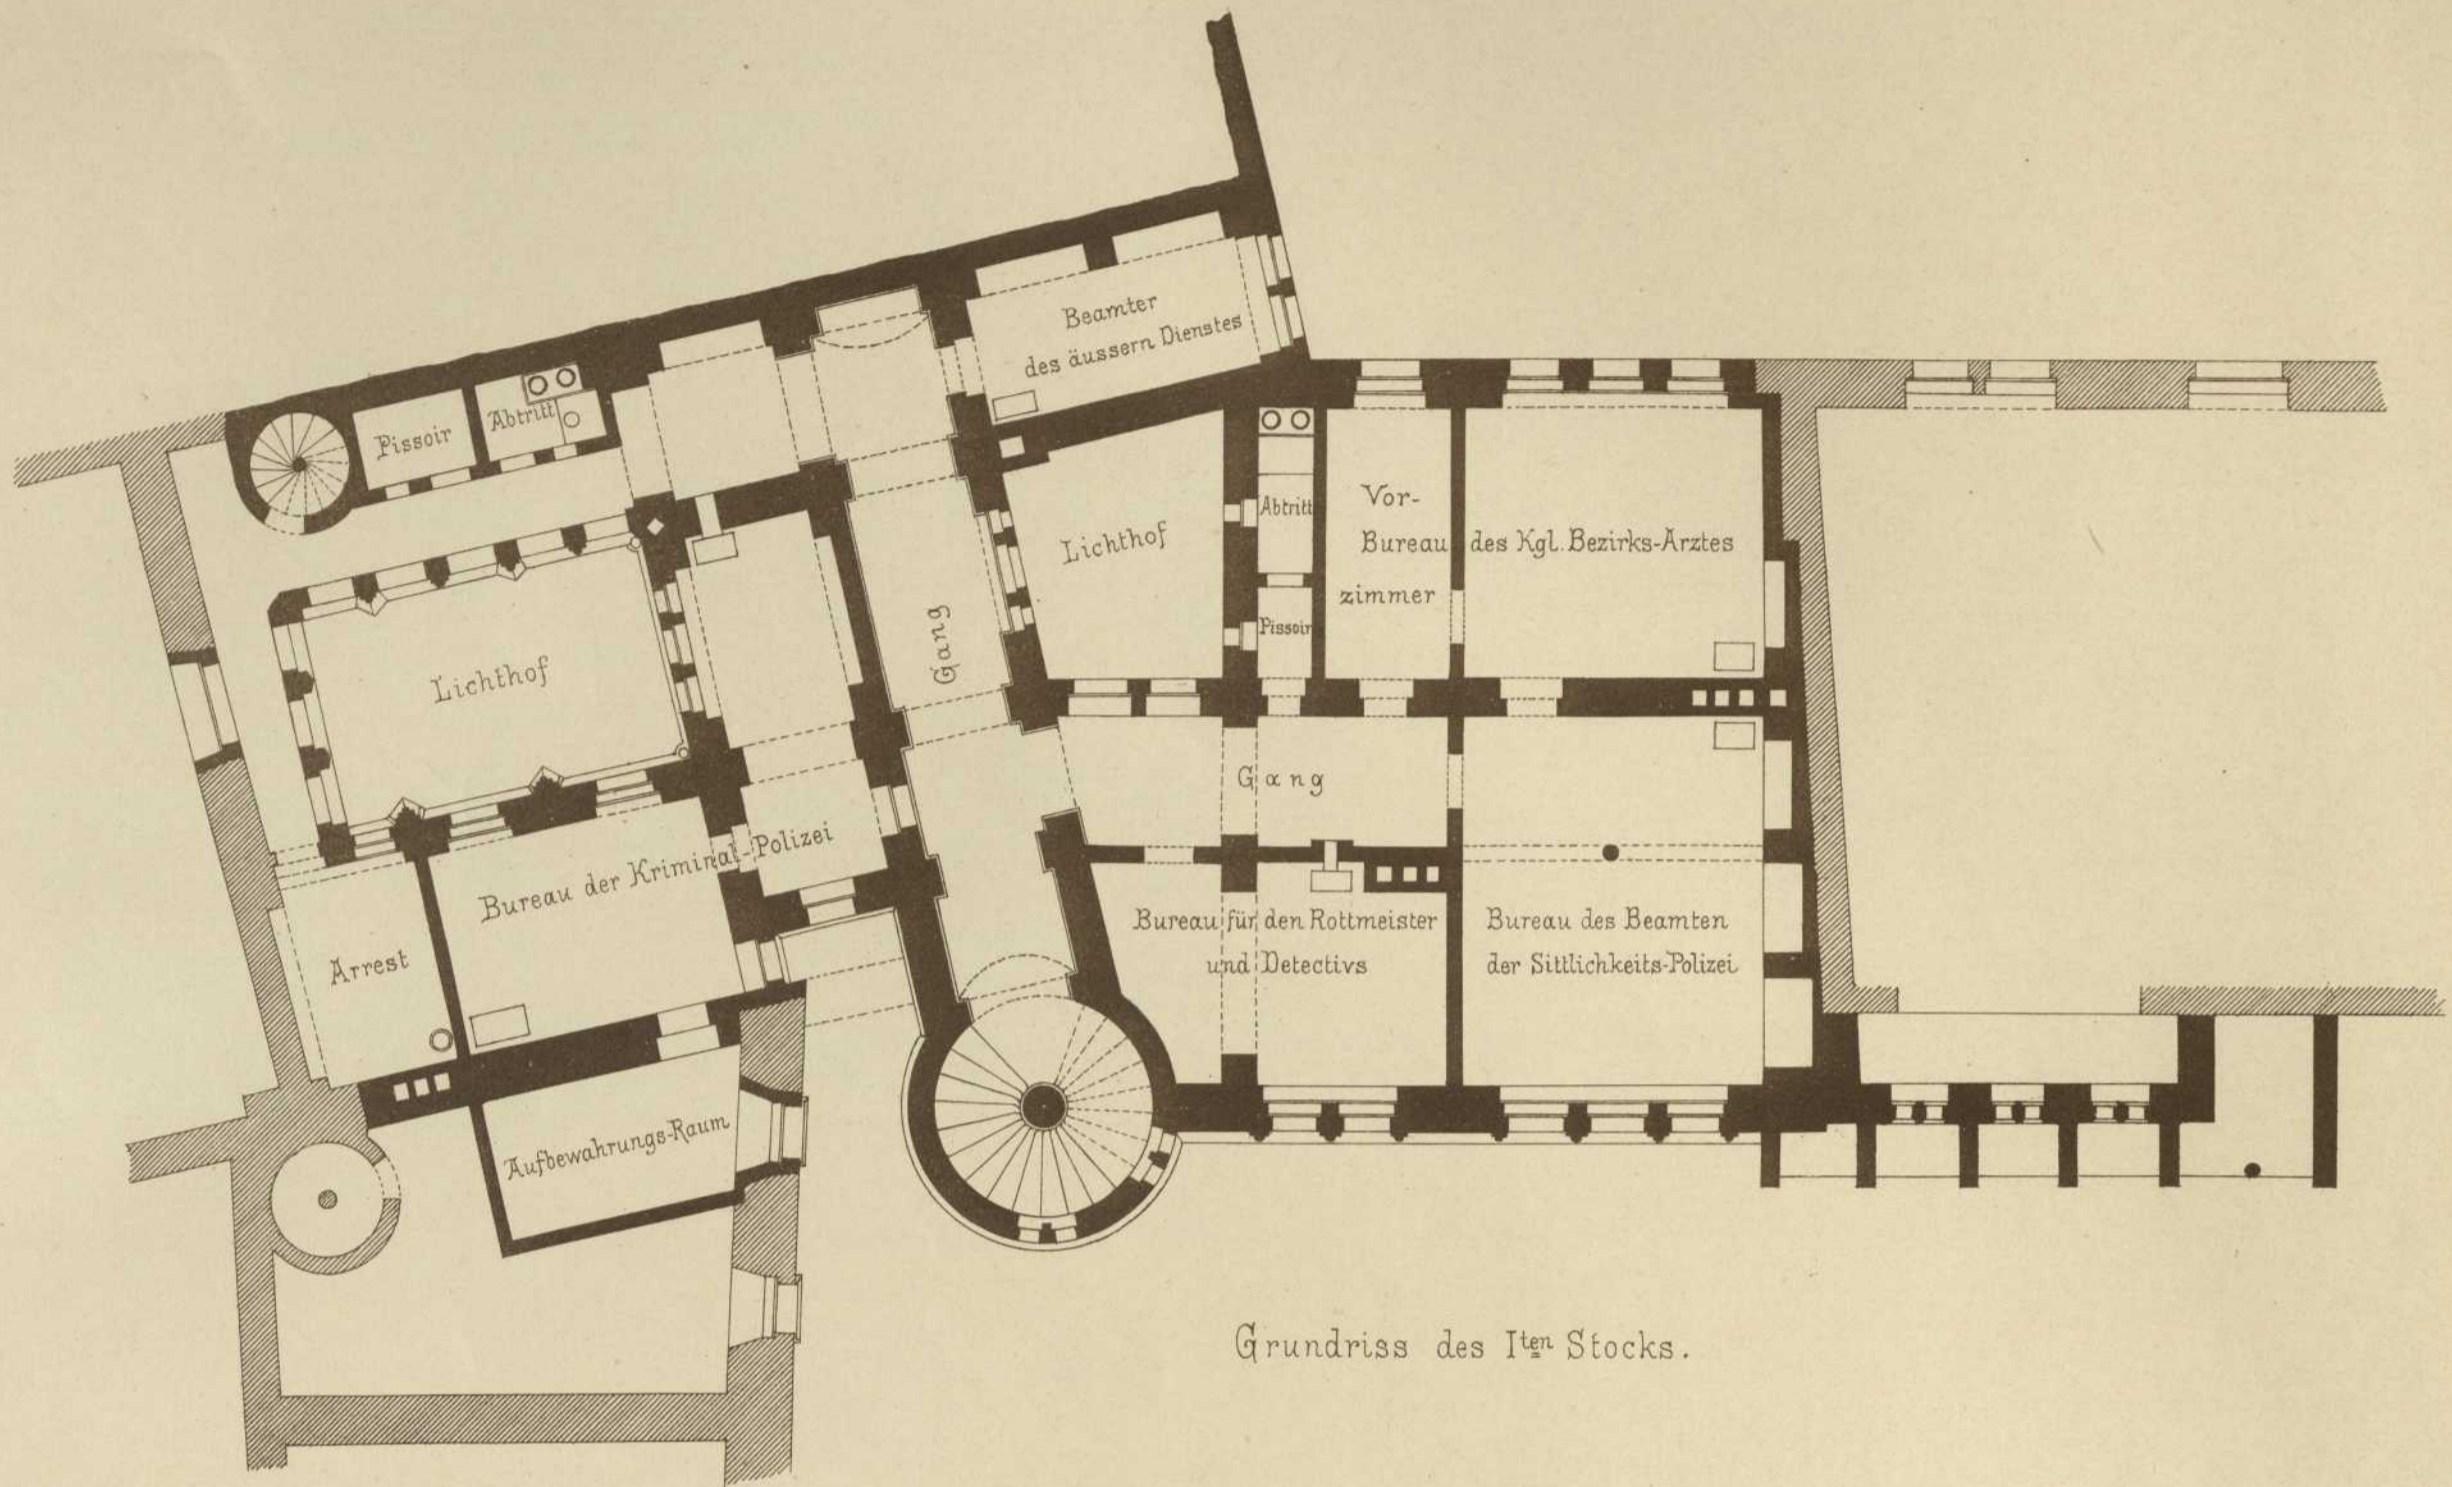 Beamter
des äussern Dienstes
Pissoir
Abtritt
Lichthof
Abtritt
Pissoir
Vor-
zimmer
Bureau des Kgl. Bezirks-Arztes
Gang
Lichthof
Gang
Bureau der Kriminal-Polizei
Arrest
Bureau für den Rottmeister
und Detectivs
Bureau des Beamten
der Sittlichkeits-Polizei
Aufbewahrungs-Raum
Grundriss des Iten Stocks.